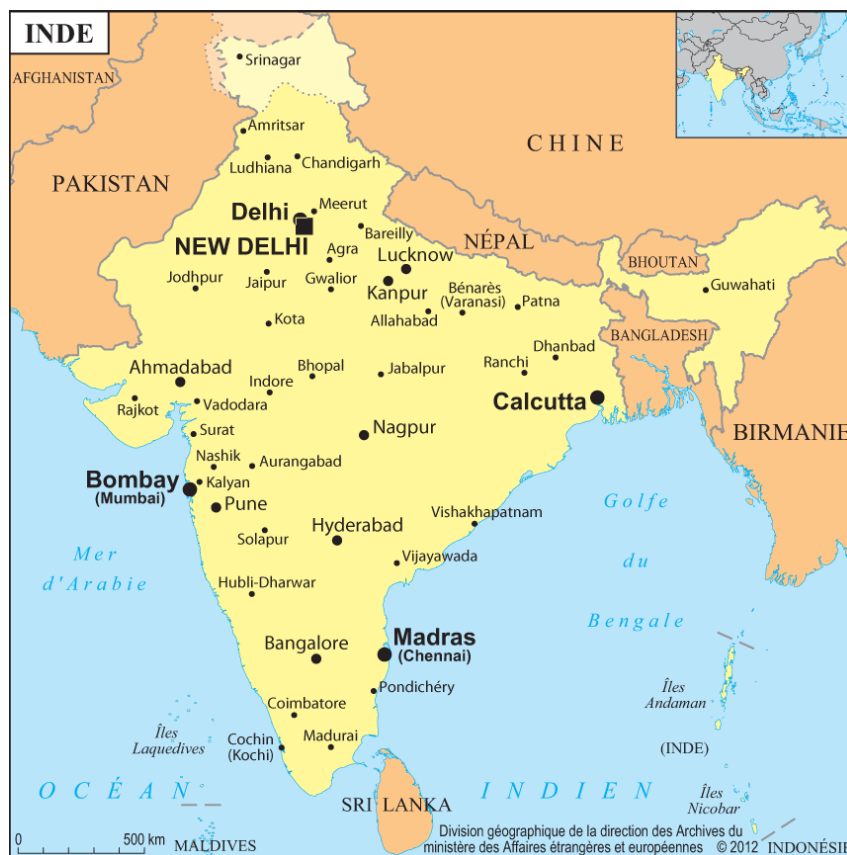 INDE
Srinagar
AFGHANISTAN
Amritsar
CHINE
Ludhiana
Chandigarh
PAKISTAN
Delhi
Meerut
NEW DELHI
Bareilly
NÉPAL
Agra
Lucknow
BHOUTAN
Jodhpur
Jaipur
Gwalior
Kanpur
Bénarès
(Varanasi)
Patna
Guwahati
Allahabad
Kota
BANGLADESH
Dhanbad
Ahmadabad
Bhopal
Jabalpur
Ranchi
Indore
Rajkot
Vadodara
Calcutta
Surat
Nagpur
BIRMANIE
Nashik
Aurangabad
Bombay
(Mumbai)
Kalyan
Pune
Golfe
du
Bengale
Vishakhapatnam
Hyderabad
Solapur
Mer
d'Arabie
Vijayawada
Hubli-Dharwar
Bangalore
Madras
(Chennai)
Pondichéry
Îles
Andaman
Coimbatore
Îles
Laquedives
Cochin
(Kochi)
Madurai
(INDE)
OCÉAN INDIEN
Îles
Nicobar
SRI LANKA
0 500 km
MALDIVES
Division géographique de la direction des Archives du
ministère des Affaires étrangères et européennes © 2012
INDONÉSIE